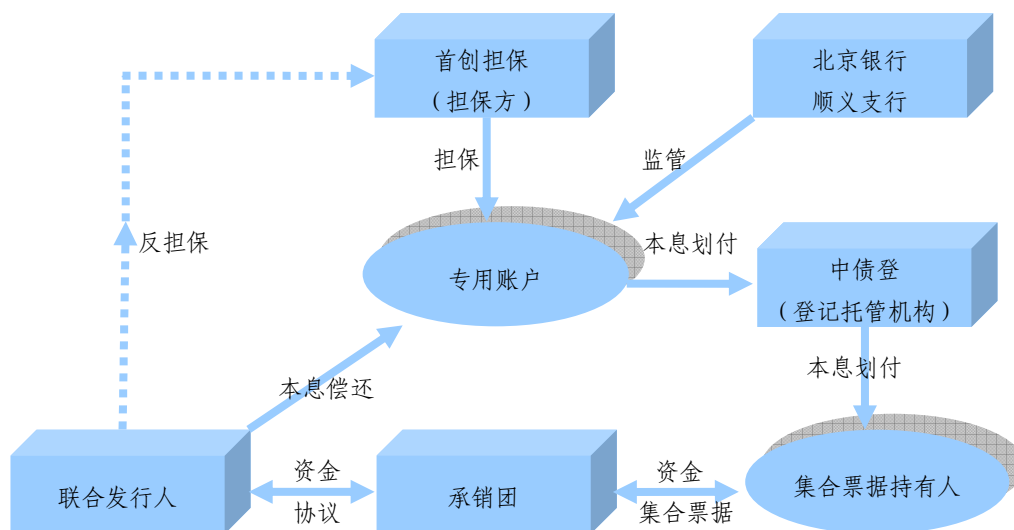 首创担保
（担保方）
北京银行
顺义支行
担保
监管
反担保
本息划付
专用账户
中债登
（登记托管机构）
本息偿还
本息划付
联合发行人
资金
协议
承销团
资金
集合票据
集合票据持有人